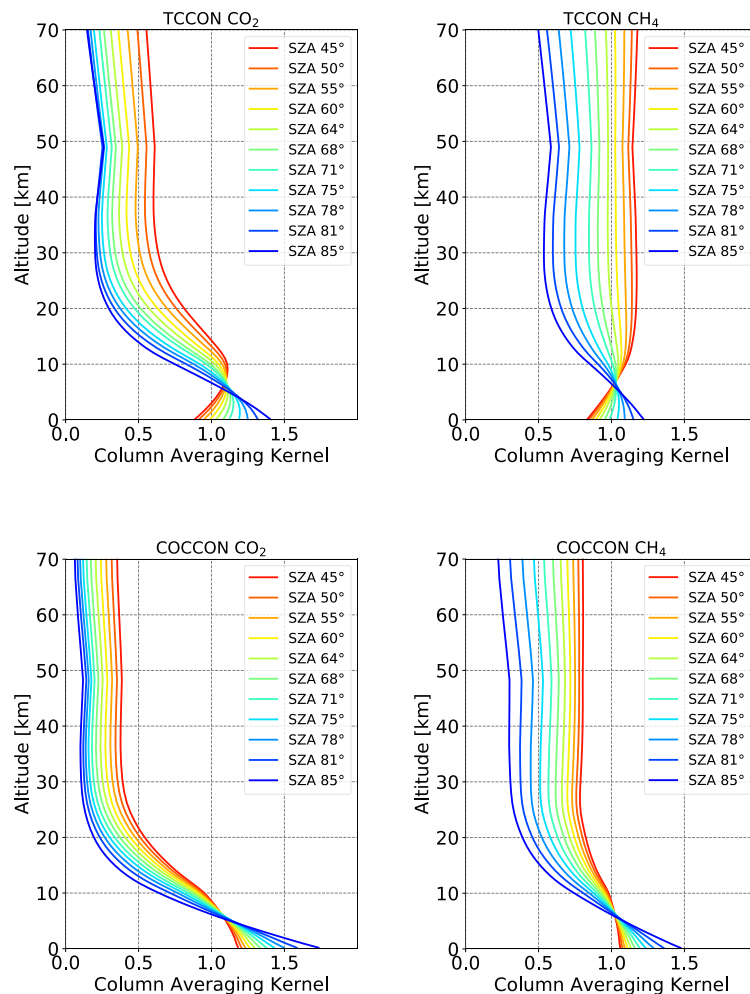 TCCON CO₂
70
60
50
40
30
20
10
0
Altitude [km]
0.0 0.5 1.0 1.5
Column Averaging Kernel
SZA 45°
SZA 50°
SZA 55°
SZA 60°
SZA 64°
SZA 68°
SZA 71°
SZA 75°
SZA 78°
SZA 81°
SZA 85°
TCCON CH₄
70
60
50
40
30
20
10
0
Altitude [km]
0.0 0.5 1.0 1.5
Column Averaging Kernel
SZA 45°
SZA 50°
SZA 55°
SZA 60°
SZA 64°
SZA 68°
SZA 71°
SZA 75°
SZA 78°
SZA 81°
SZA 85°
COCCON CO₂
70
60
50
40
30
20
10
0
Altitude [km]
0.0 0.5 1.0 1.5
Column Averaging Kernel
SZA 45°
SZA 50°
SZA 55°
SZA 60°
SZA 64°
SZA 68°
SZA 71°
SZA 75°
SZA 78°
SZA 81°
SZA 85°
COCCON CH₄
70
60
50
40
30
20
10
0
Altitude [km]
0.0 0.5 1.0 1.5
Column Averaging Kernel
SZA 45°
SZA 50°
SZA 55°
SZA 60°
SZA 64°
SZA 68°
SZA 71°
SZA 75°
SZA 78°
SZA 81°
SZA 85°